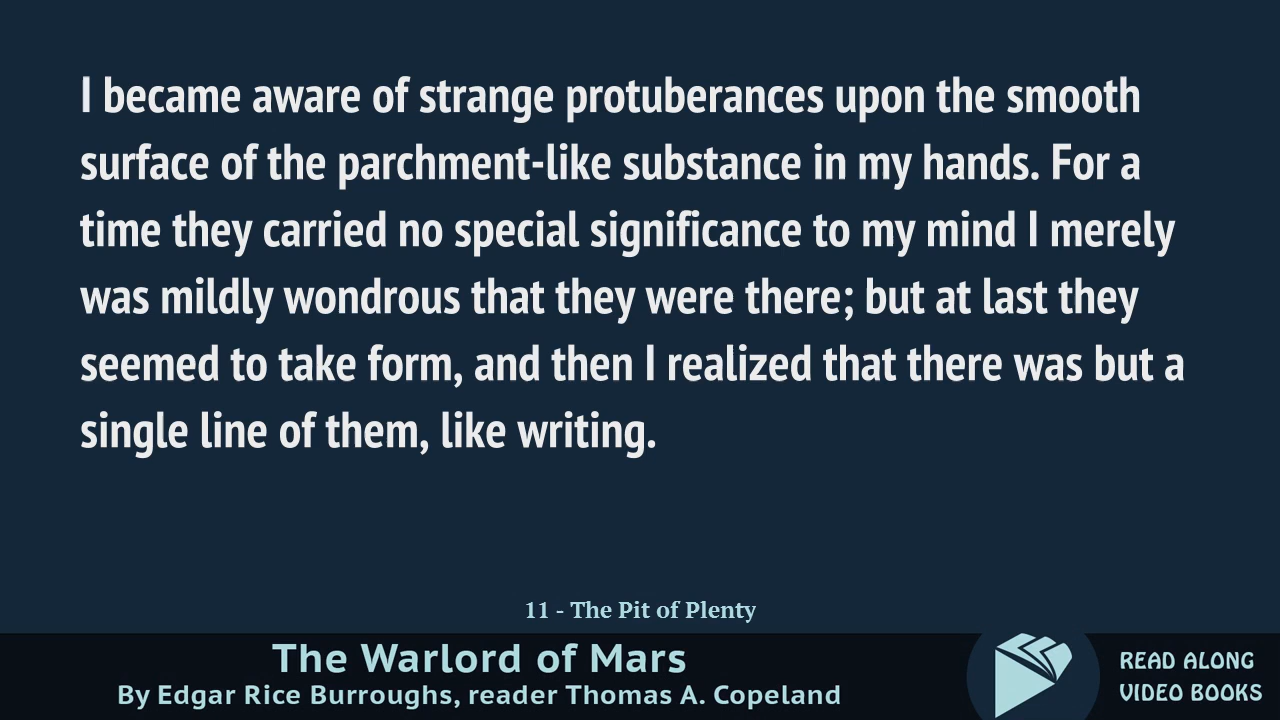 I became aware of strange protuberances upon the smooth
surface of the parchment-like substance in my hands. For a
time they carried no special significance to my mind I merely
was mildly wondrous that they were there; but at last they
seemed to take form, and then I realized that there was but a
single line of them, like writing.
11 - The Pit of Plenty
The Warlord of Mars
By Edgar Rice Burroughs, reader Thomas A. Copeland
READ ALONG
VIDEO BOOKS